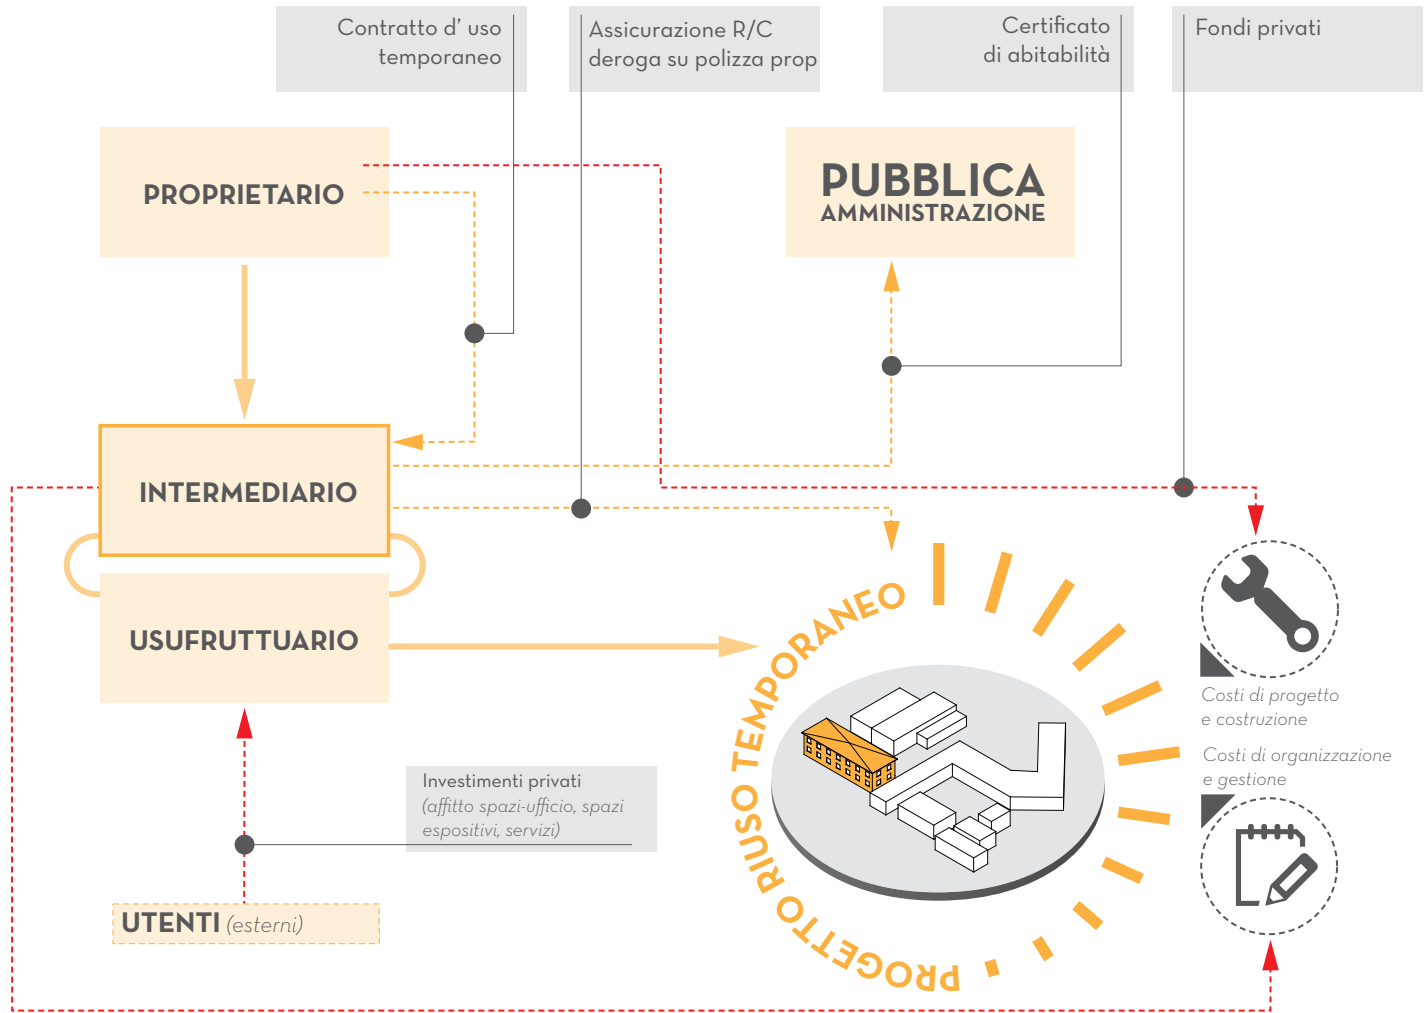 Contratto d' uso
temporaneo
Assicurazione R/C
deroga su polizza prop
Certificato
di abitabilità
Fondi privati
PROPRIETARIO
PUBBLICA
AMMINISTRAZIONE
INTERMEDIARIO
USUFRUTTUARIO
PROGETTO RIUSO TEMPORANEO
Costi di progetto
e costruzione
Costi di organizzazione
e gestione
Investimenti privati
(affitto spazi-ufficio, spazi
espositivi, servizi)
UTENTI (esterni)